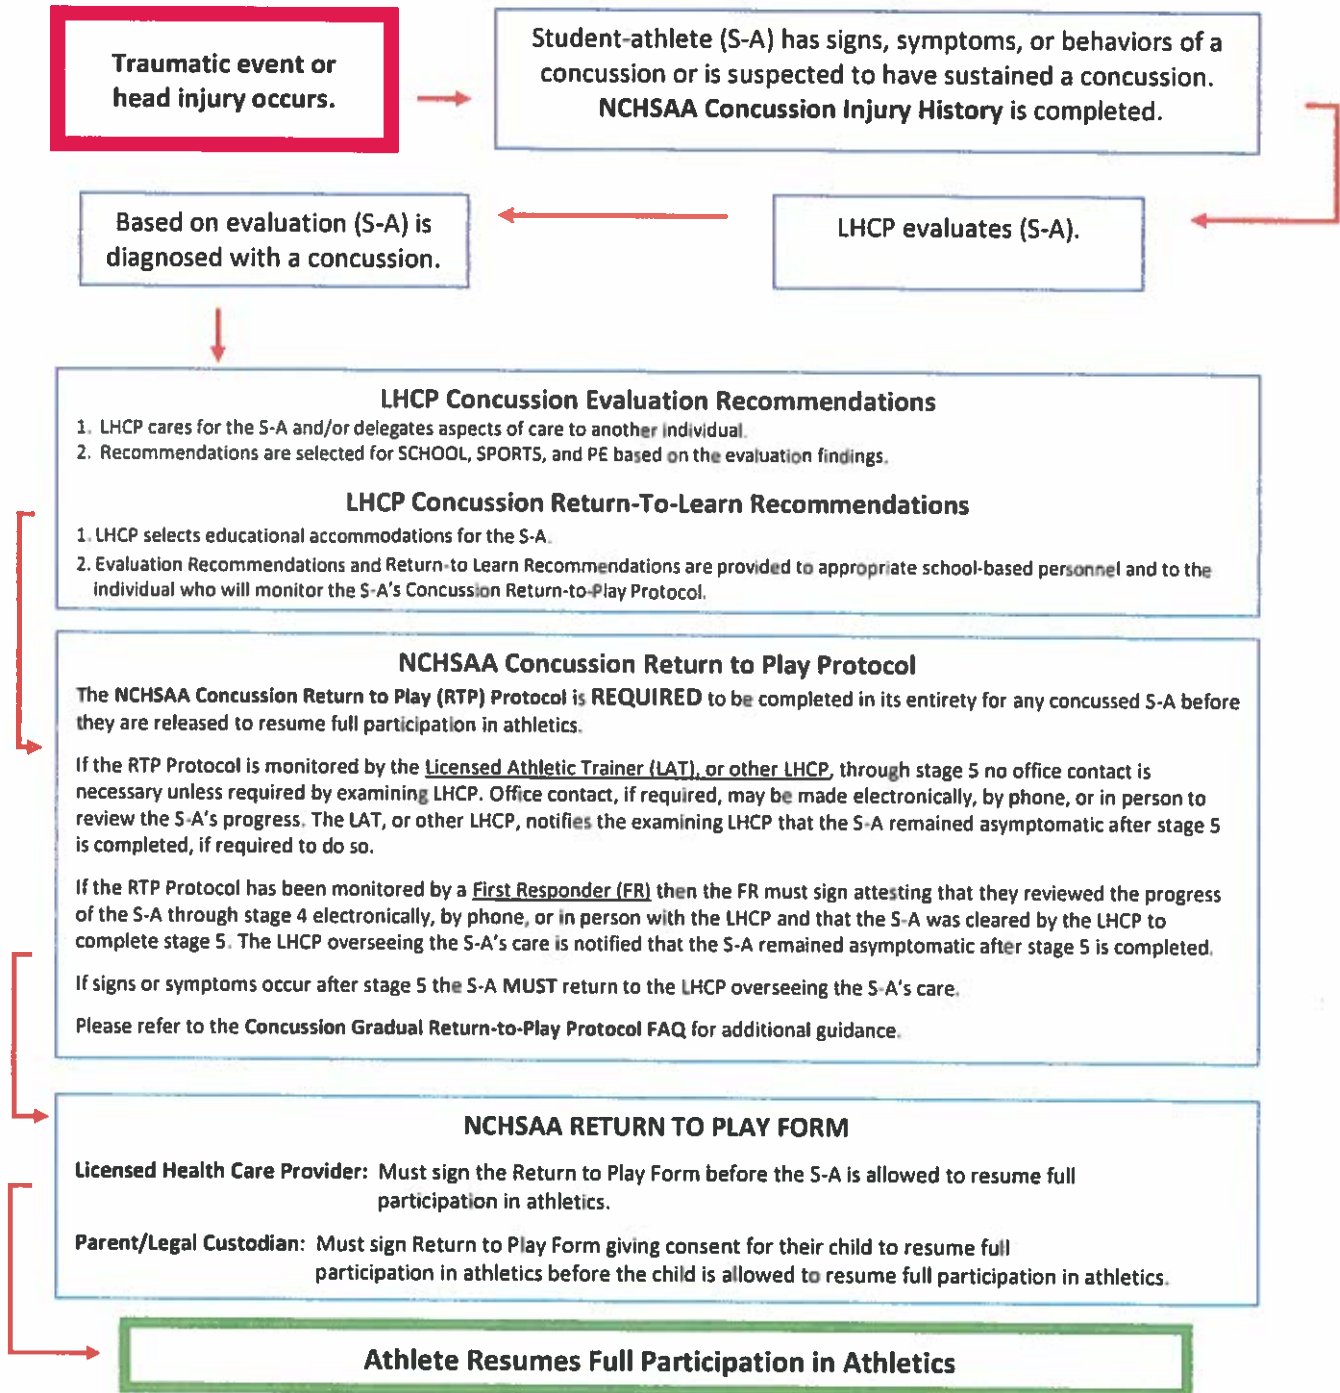 Traumatic event or
head injury occurs.
Student-athlete (S-A) has signs, symptoms, or behaviors of a
concussion or is suspected to have sustained a concussion.
NCHSAA Concussion Injury History is completed.
LHCP evaluates (S-A).
Based on evaluation (S-A) is
diagnosed with a concussion.
LHCP Concussion Evaluation Recommendations
1. LHCP cares for the S-A and/or delegates aspects of care to another individual.
2. Recommendations are selected for SCHOOL, SPORTS, and PE based on the evaluation findings.
LHCP Concussion Return-To-Learn Recommendations
1. LHCP selects educational accommodations for the S-A.
2. Evaluation Recommendations and Return-to Learn Recommendations are provided to appropriate school-based personnel and to the
individual who will monitor the S-A's Concussion Return-to-Play Protocol.
NCHSAA Concussion Return to Play Protocol
The NCHSAA Concussion Return to Play (RTP) Protocol is REQUIRED to be completed in its entirety for any concussed S-A before
they are released to resume full participation in athletics.
If the RTP Protocol is monitored by the Licensed Athletic Trainer (LAT), or other LHCP, through stage 5 no office contact is
necessary unless required by examining LHCP. Office contact, if required, may be made electronically, by phone, or in person to
review the S-A's progress. The LAT, or other LHCP, notifies the examining LHCP that the S-A remained asymptomatic after stage 5
is completed, if required to do so.
If the RTP Protocol has been monitored by a First Responder (FR) then the FR must sign attesting that they reviewed the progress
of the S-A through stage 4 electronically, by phone, or in person with the LHCP and that the S-A was cleared by the LHCP to
complete stage 5. The LHCP overseeing the S-A's care is notified that the S-A remained asymptomatic after stage 5 is completed.
If signs or symptoms occur after stage 5 the S-A MUST return to the LHCP overseeing the S-A's care.
Please refer to the Concussion Gradual Return-to-Play Protocol FAQ for additional guidance.
NCHSAA RETURN TO PLAY FORM
Licensed Health Care Provider: Must sign the Return to Play Form before the S-A is allowed to resume full
participation in athletics.
Parent/Legal Custodian: Must sign Return to Play Form giving consent for their child to resume full
participation in athletics before the child is allowed to resume full participation in athletics.
Athlete Resumes Full Participation in Athletics